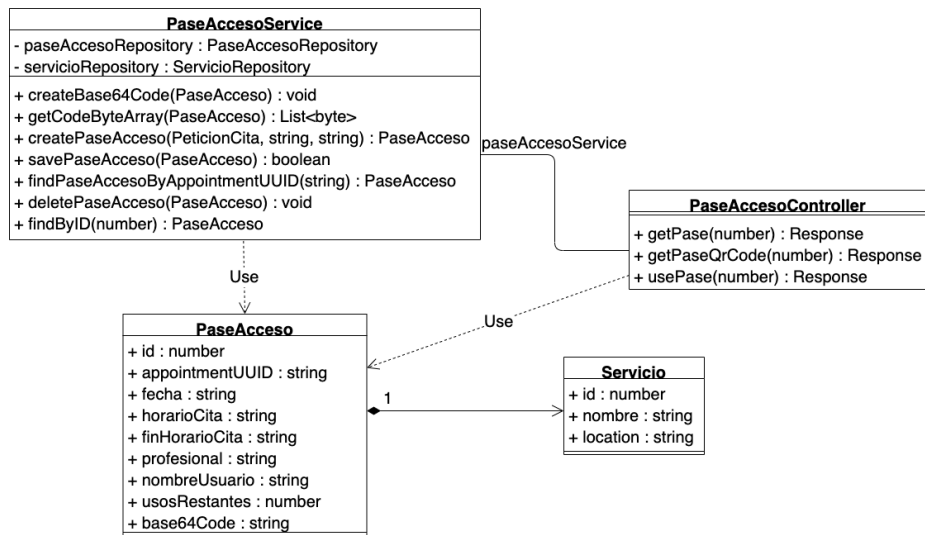 PaseAccesoService
- paseAccesoRepository : PaseAccesoRepository
- servicioRepository : ServicioRepository
+ createBase64Code(PaseAcceso) : void
+ getCodeByteArray(PaseAcceso) : List<byte>
+ createPaseAcceso(PeticionCita, string, string) : PaseAcceso
+ savePaseAcceso(PaseAcceso) : boolean
+ findPaseAccesoByAppointmentUUID(string) : PaseAcceso
+ deletePaseAcceso(PaseAcceso) : void
+ findByID(number) : PaseAcceso
paseAccesoService
PaseAccesoController
+ getPase(number) : Response
+ getPaseQrCode(number) : Response
+ usePase(number) : Response
Use
Use
PaseAcceso
+ id : number
+ appointmentUUID : string
+ fecha : string
+ horarioCita : string
+ finHorarioCita : string
+ profesional : string
+ nombreUsuario : string
+ usosRestantes : number
+ base64Code : string
1
Servicio
+ id : number
+ nombre : string
+ location : string